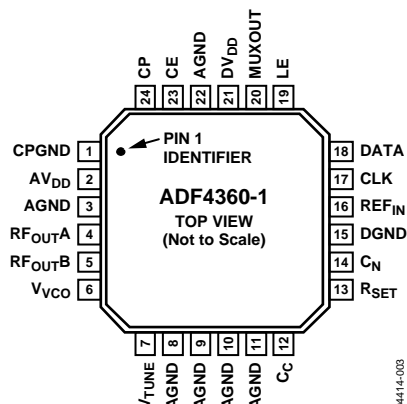 CP
CE
AGND
DVDD
MUXOUT
LE
24
23
22
21
20
19
CPGND 1
AVDD 2
AGND 3
RFOUTA 4
RFOUTB 5
VVCO 6
PIN 1
IDENTIFIER
ADF4360-1
TOP VIEW
(Not to Scale)
18 DATA
17 CLK
16 REFIN
15 DGND
14 CN
13 RSET
7
8
9
10
11
12
VTUNE
AGND
AGND
AGND
AGND
CC
4414-003